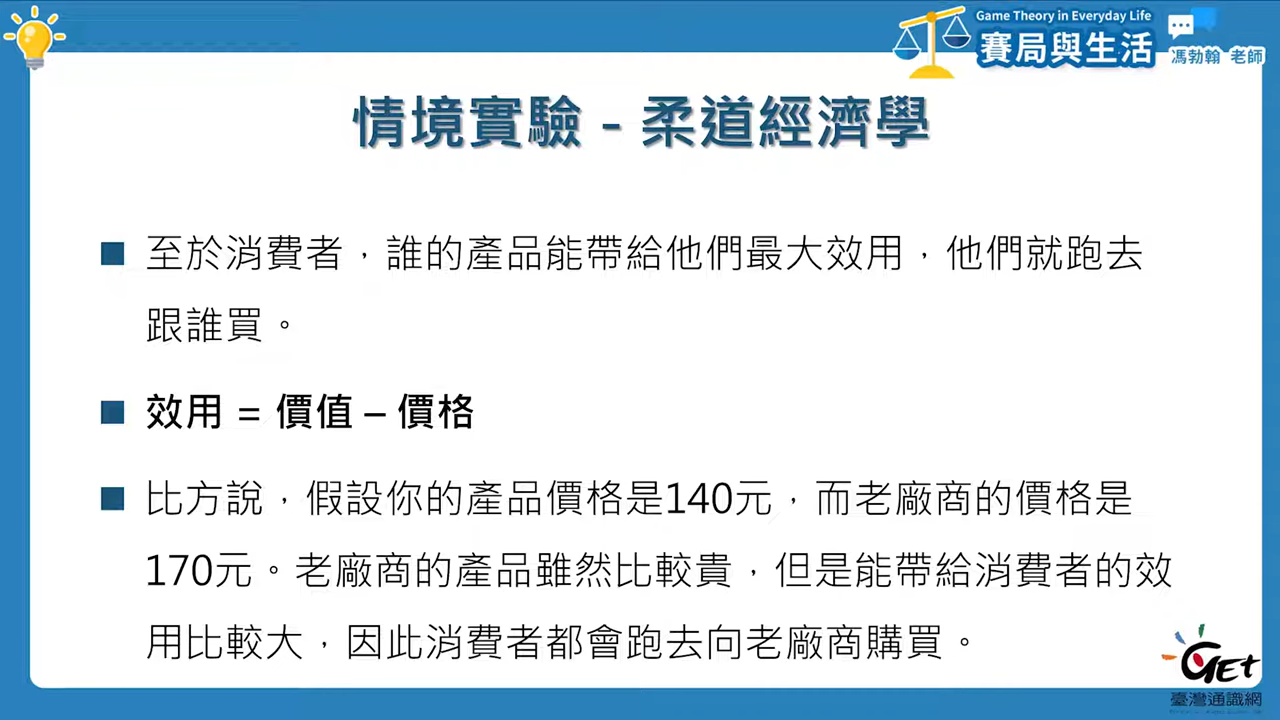 Game Theory in Everyday Life
賽局與生活
馮勃翰 老師
情境實驗 - 柔道經濟學
至於消費者，誰的產品能帶給他們最大效用，他們就跑去
跟誰買。
效用 = 價值 – 價格
比方說，假設你的產品價格是140元，而老廠商的價格是
170元。老廠商的產品雖然比較貴，但是能帶給消費者的效
用比較大，因此消費者都會跑去向老廠商購買。
GET
臺灣通識網